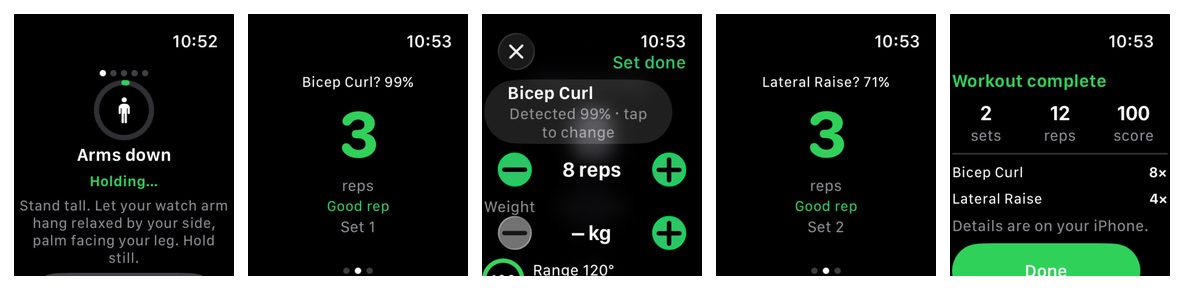 10:52
Arms down
Holding...
Stand tall. Let your watch arm
hang relaxed by your side,
palm facing your leg. Hold
still.
10:53
Bicep Curl? 99%
3
reps
Good rep
Set 1
10:53
Set done
Bicep Curl
Detected 99% · tap
to change
8 reps
Weight
– kg
Range 120°
10:53
Lateral Raise? 71%
3
reps
Good rep
Set 2
10:53
Workout complete
2 12 100
sets reps score
Bicep Curl 8×
Lateral Raise 4×
Details are on your iPhone.
Done